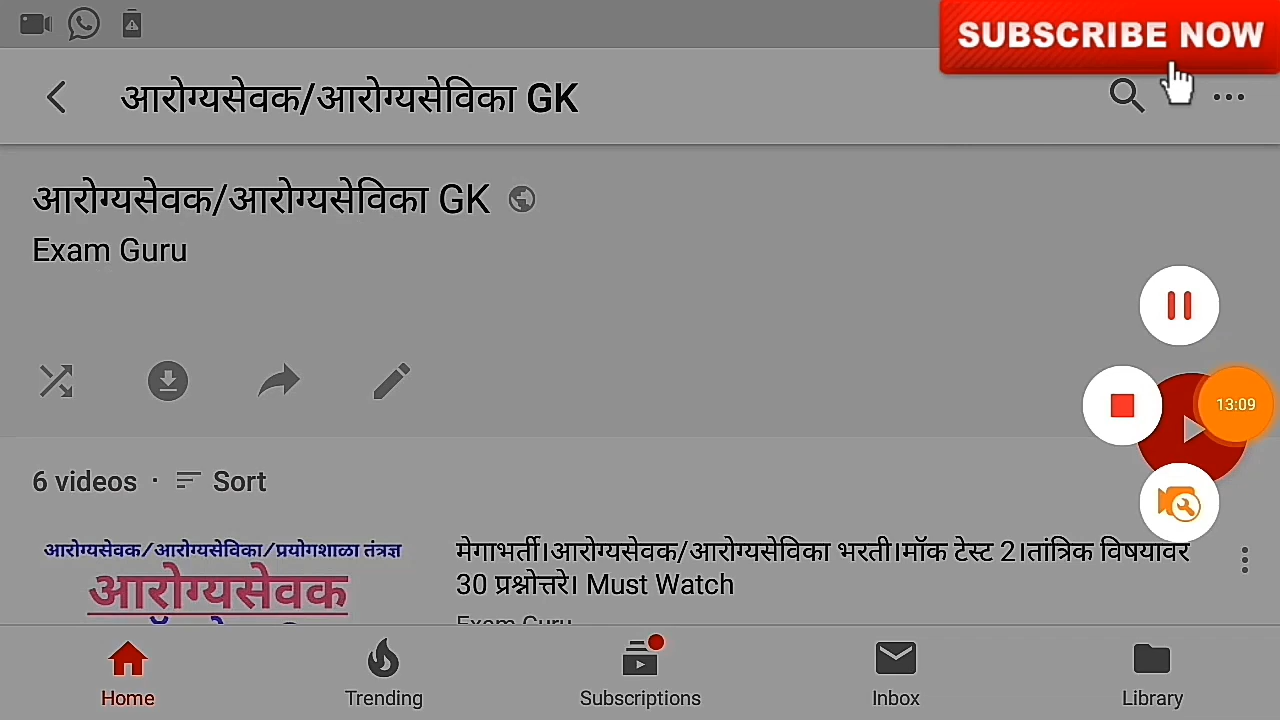 SUBSCRIBE NOW
आरोग्यसेवक/आरोग्यसेविका GK
आरोग्यसेवक/आरोग्यसेविका GK
Exam Guru
13:09
6 videos · Sort
आरोग्यसेवक/आरोग्यसेविका/प्रयोगशाळा तंत्रज्ञ
आरोग्यसेवक
मेगाभर्ती।आरोग्यसेवक/आरोग्यसेविका भरती।मॉक टेस्ट 2।तांत्रिक विषयावर
30 प्रश्नोत्तरे। Must Watch
Exam Guru
Home
Trending
Subscriptions
Inbox
Library